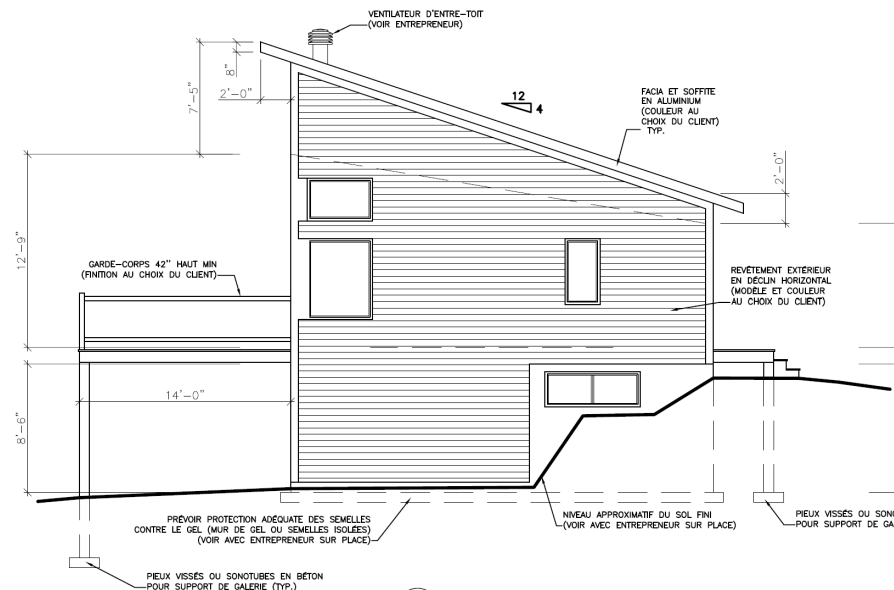 VENTILATEUR D'ENTRE-TOIT
(VOIR ENTREPRENEUR)
7'-5"
8"
2'-0"
12
4
FACIA ET SOFFITE
EN ALUMINIUM
(COULEUR AU
CHOIX DU CLIENT)
TYP.
2'-0"
12'-9"
GARDE-CORPS 42'' HAUT MIN
(FINITION AU CHOIX DU CLIENT)
REVÊTEMENT EXTÉRIEUR
EN DÉCLIN HORIZONTAL
(MODÈLE ET COULEUR
AU CHOIX DU CLIENT)
14'-0"
8'-6"
PRÉVOIR PROTECTION ADÉQUATE DES SEMELLES
CONTRE LE GEL (MUR DE GEL OU SEMELLES ISOLÉES)
(VOIR AVEC ENTREPRENEUR SUR PLACE)
NIVEAU APPROXIMATIF DU SOL FINI
(VOIR AVEC ENTREPRENEUR SUR PLACE)
PIEUX VISSÉS OU
POUR SUPPORT DE
PIEUX VISSÉS OU SONOTUBES EN BÉTON
POUR SUPPORT DE GALERIE (TYP.)